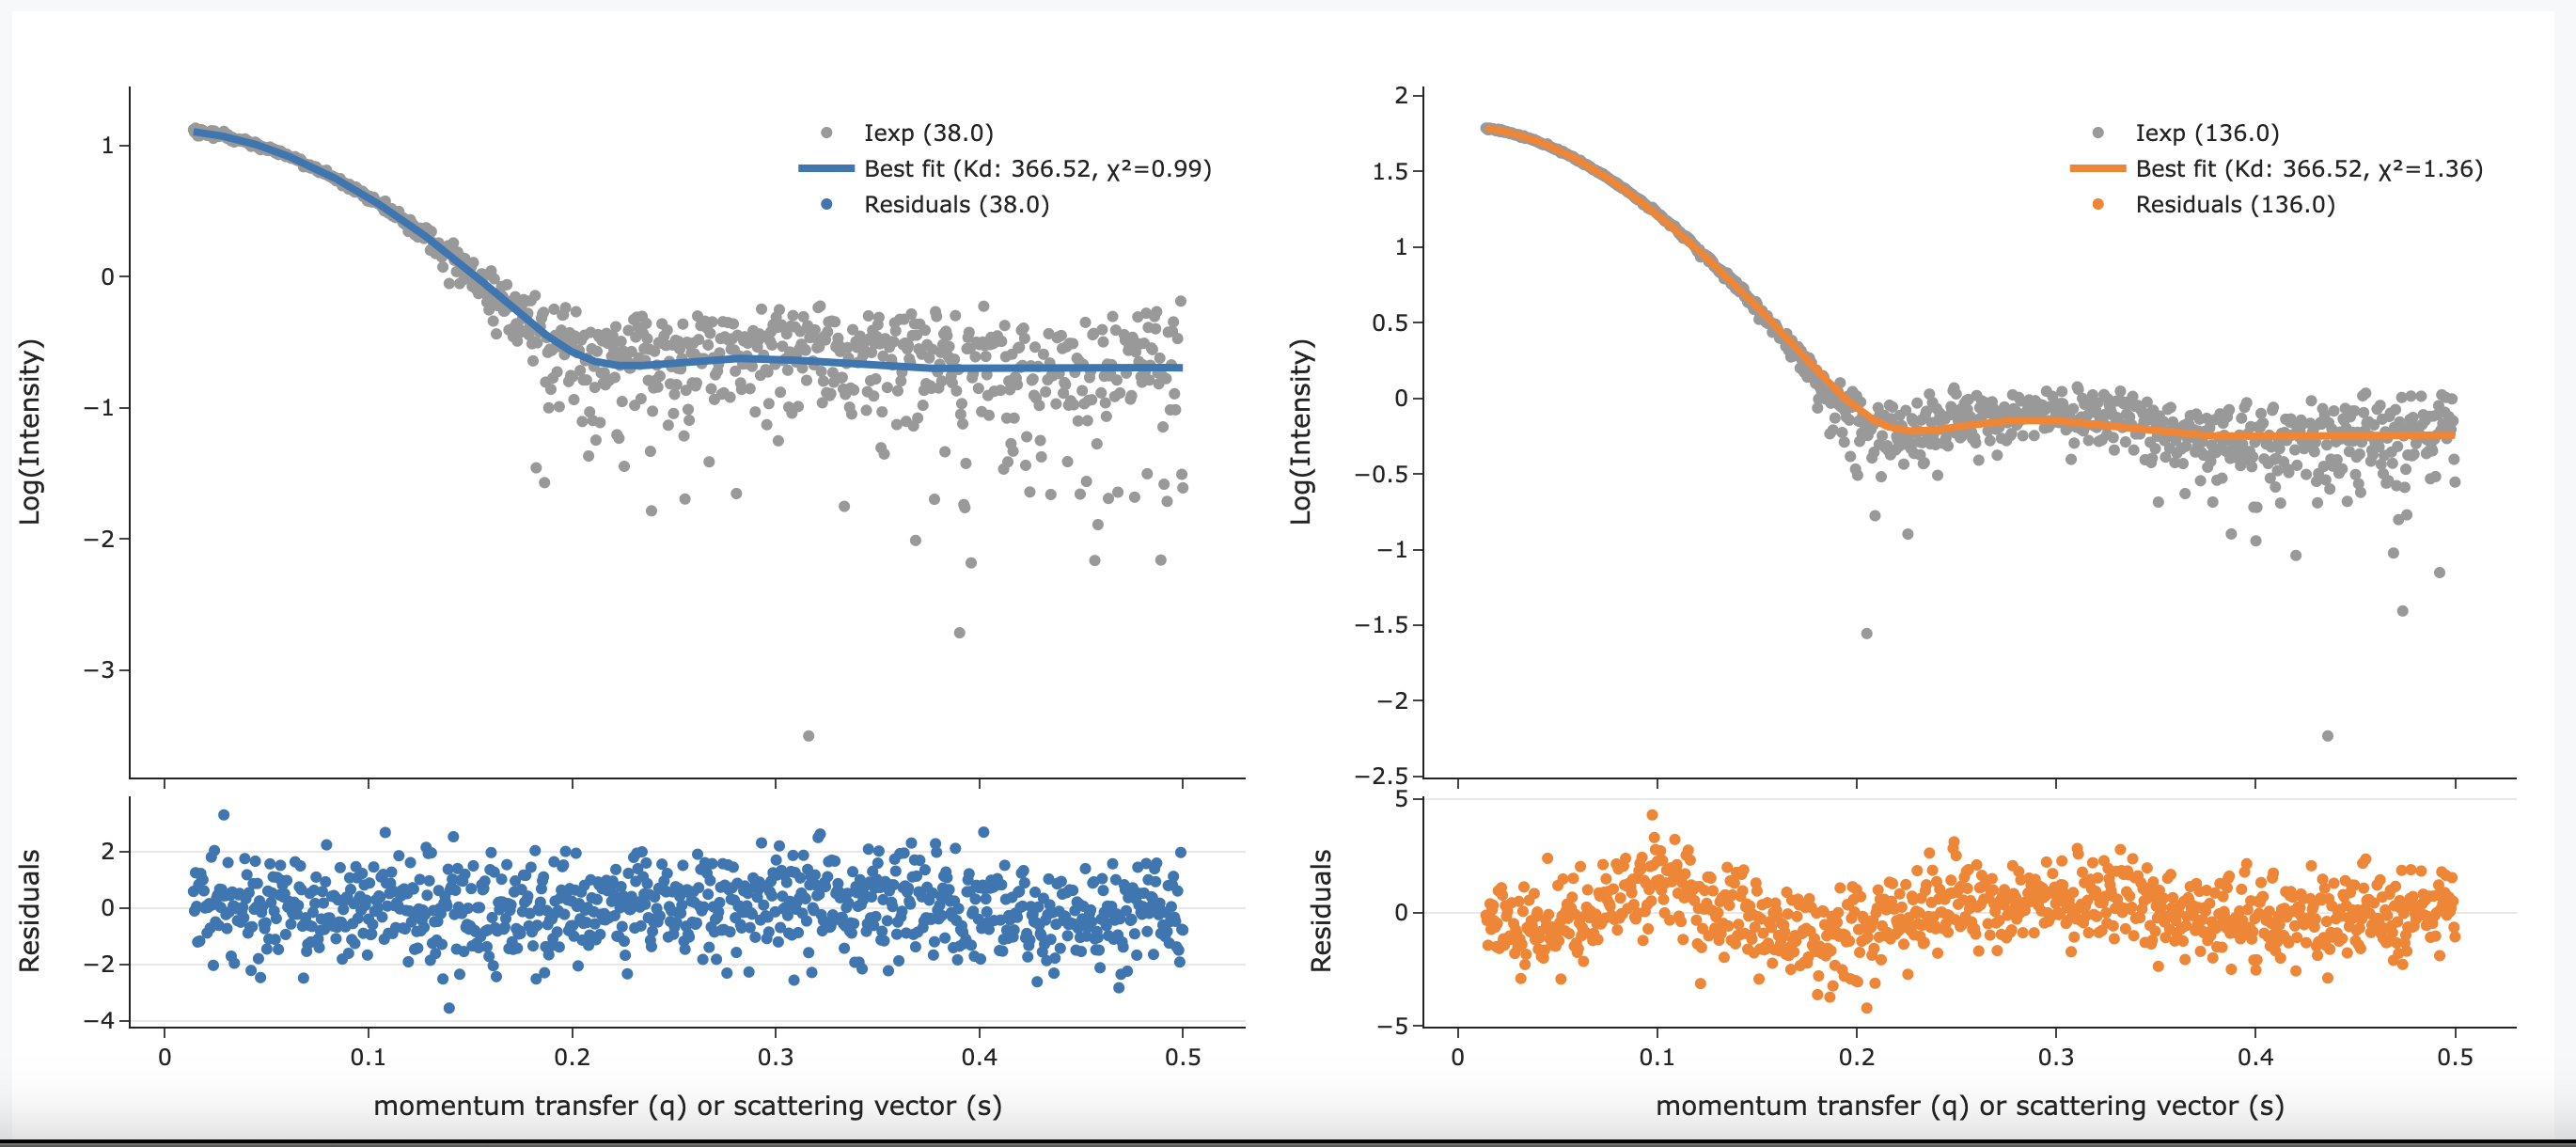 Iexp (38.0)
Best fit (Kd: 366.52, χ²=0.99)
Residuals (38.0)
1
0
−1
−2
−3
Log(Intensity)
2
0
−2
−4
Residuals
0
0.1
0.2
0.3
0.4
0.5
momentum transfer (q) or scattering vector (s)
Iexp (136.0)
Best fit (Kd: 366.52, χ²=1.36)
Residuals (136.0)
2
1.5
1
0.5
0
−0.5
−1
−1.5
−2
−2.5
Log(Intensity)
5
0
−5
Residuals
0
0.1
0.2
0.3
0.4
0.5
momentum transfer (q) or scattering vector (s)